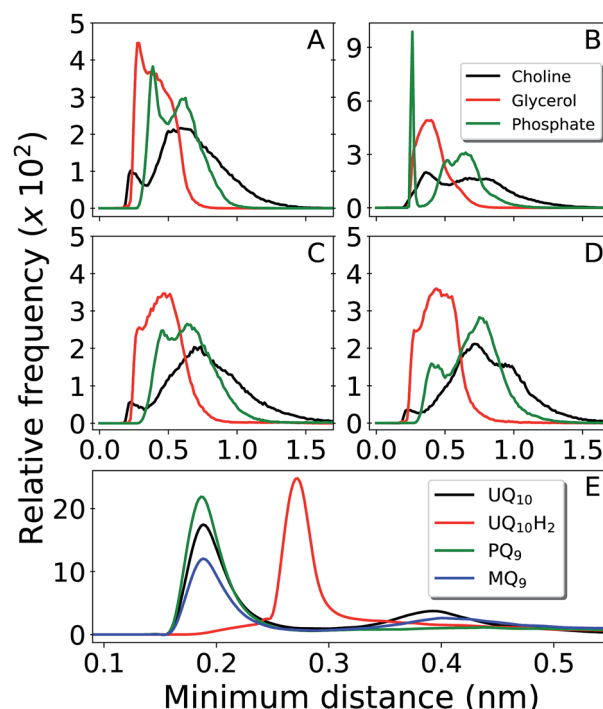 5
4
3
2
1
0
A
9
6
3
0
B
Choline
Glycerol
Phosphate
5
4
3
2
1
0
C
0.0 0.5 1.0 1.5
5
4
3
2
1
0
D
0.0 0.5 1.0 1.5
Relative frequency (x 10²)
20
10
0
E
UQ₁₀
UQ₁₀H₂
PQ₉
MQ₉
0.1 0.2 0.3 0.4 0.5
Minimum distance (nm)